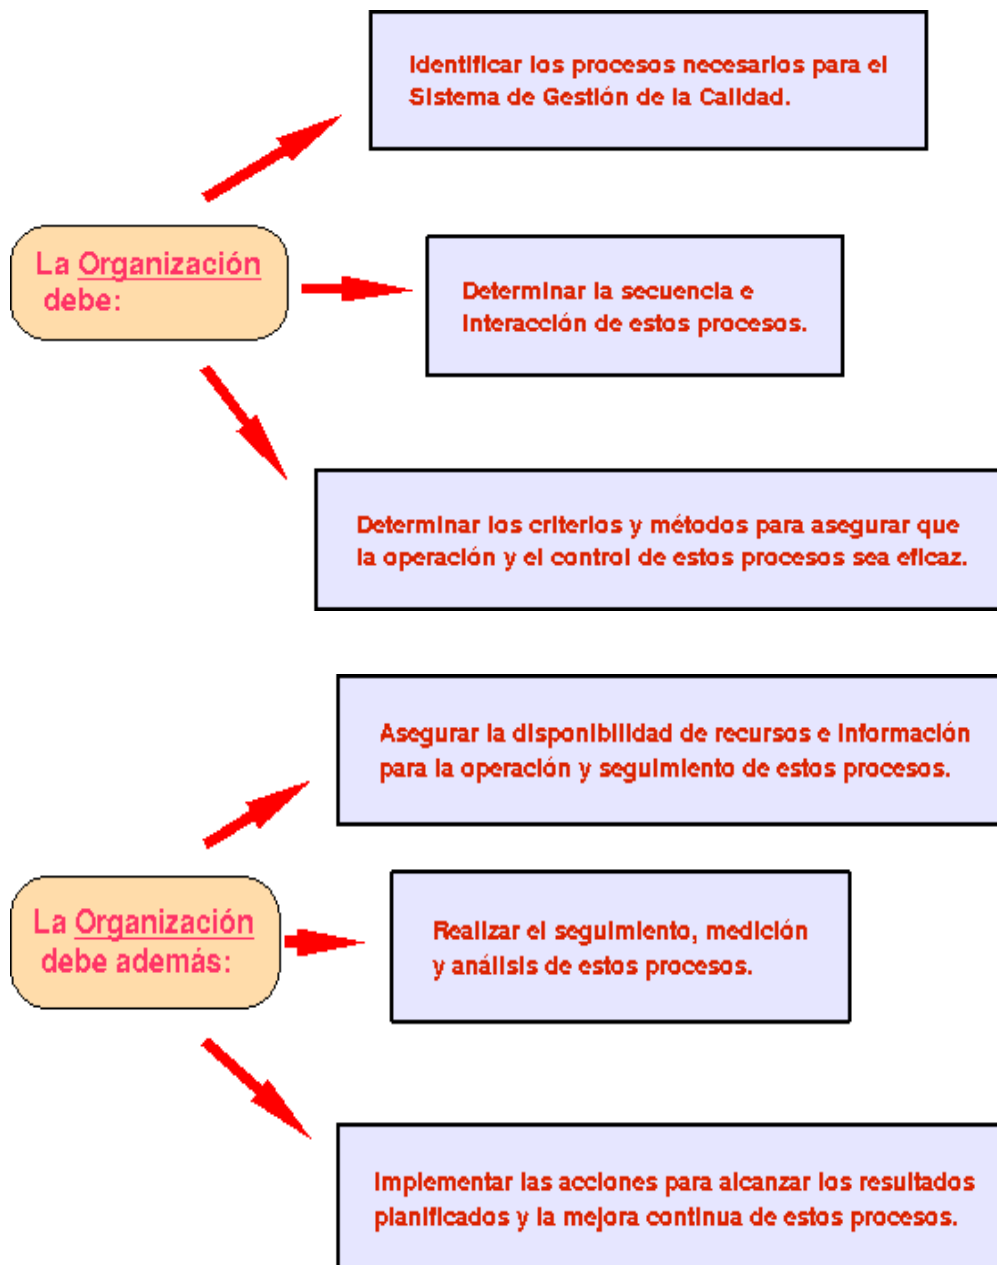 Identificar los procesos necesarios para el
Sistema de Gestión de la Calidad.
La Organización
debe:
Determinar la secuencia e
interacción de estos procesos.
Determinar los criterios y métodos para asegurar que
la operación y el control de estos procesos sea eficaz.
Asegurar la disponibilidad de recursos e información
para la operación y seguimiento de estos procesos.
La Organización
debe además:
Realizar el seguimiento, medición
y análisis de estos procesos.
Implementar las acciones para alcanzar los resultados
planificados y la mejora continua de estos procesos.